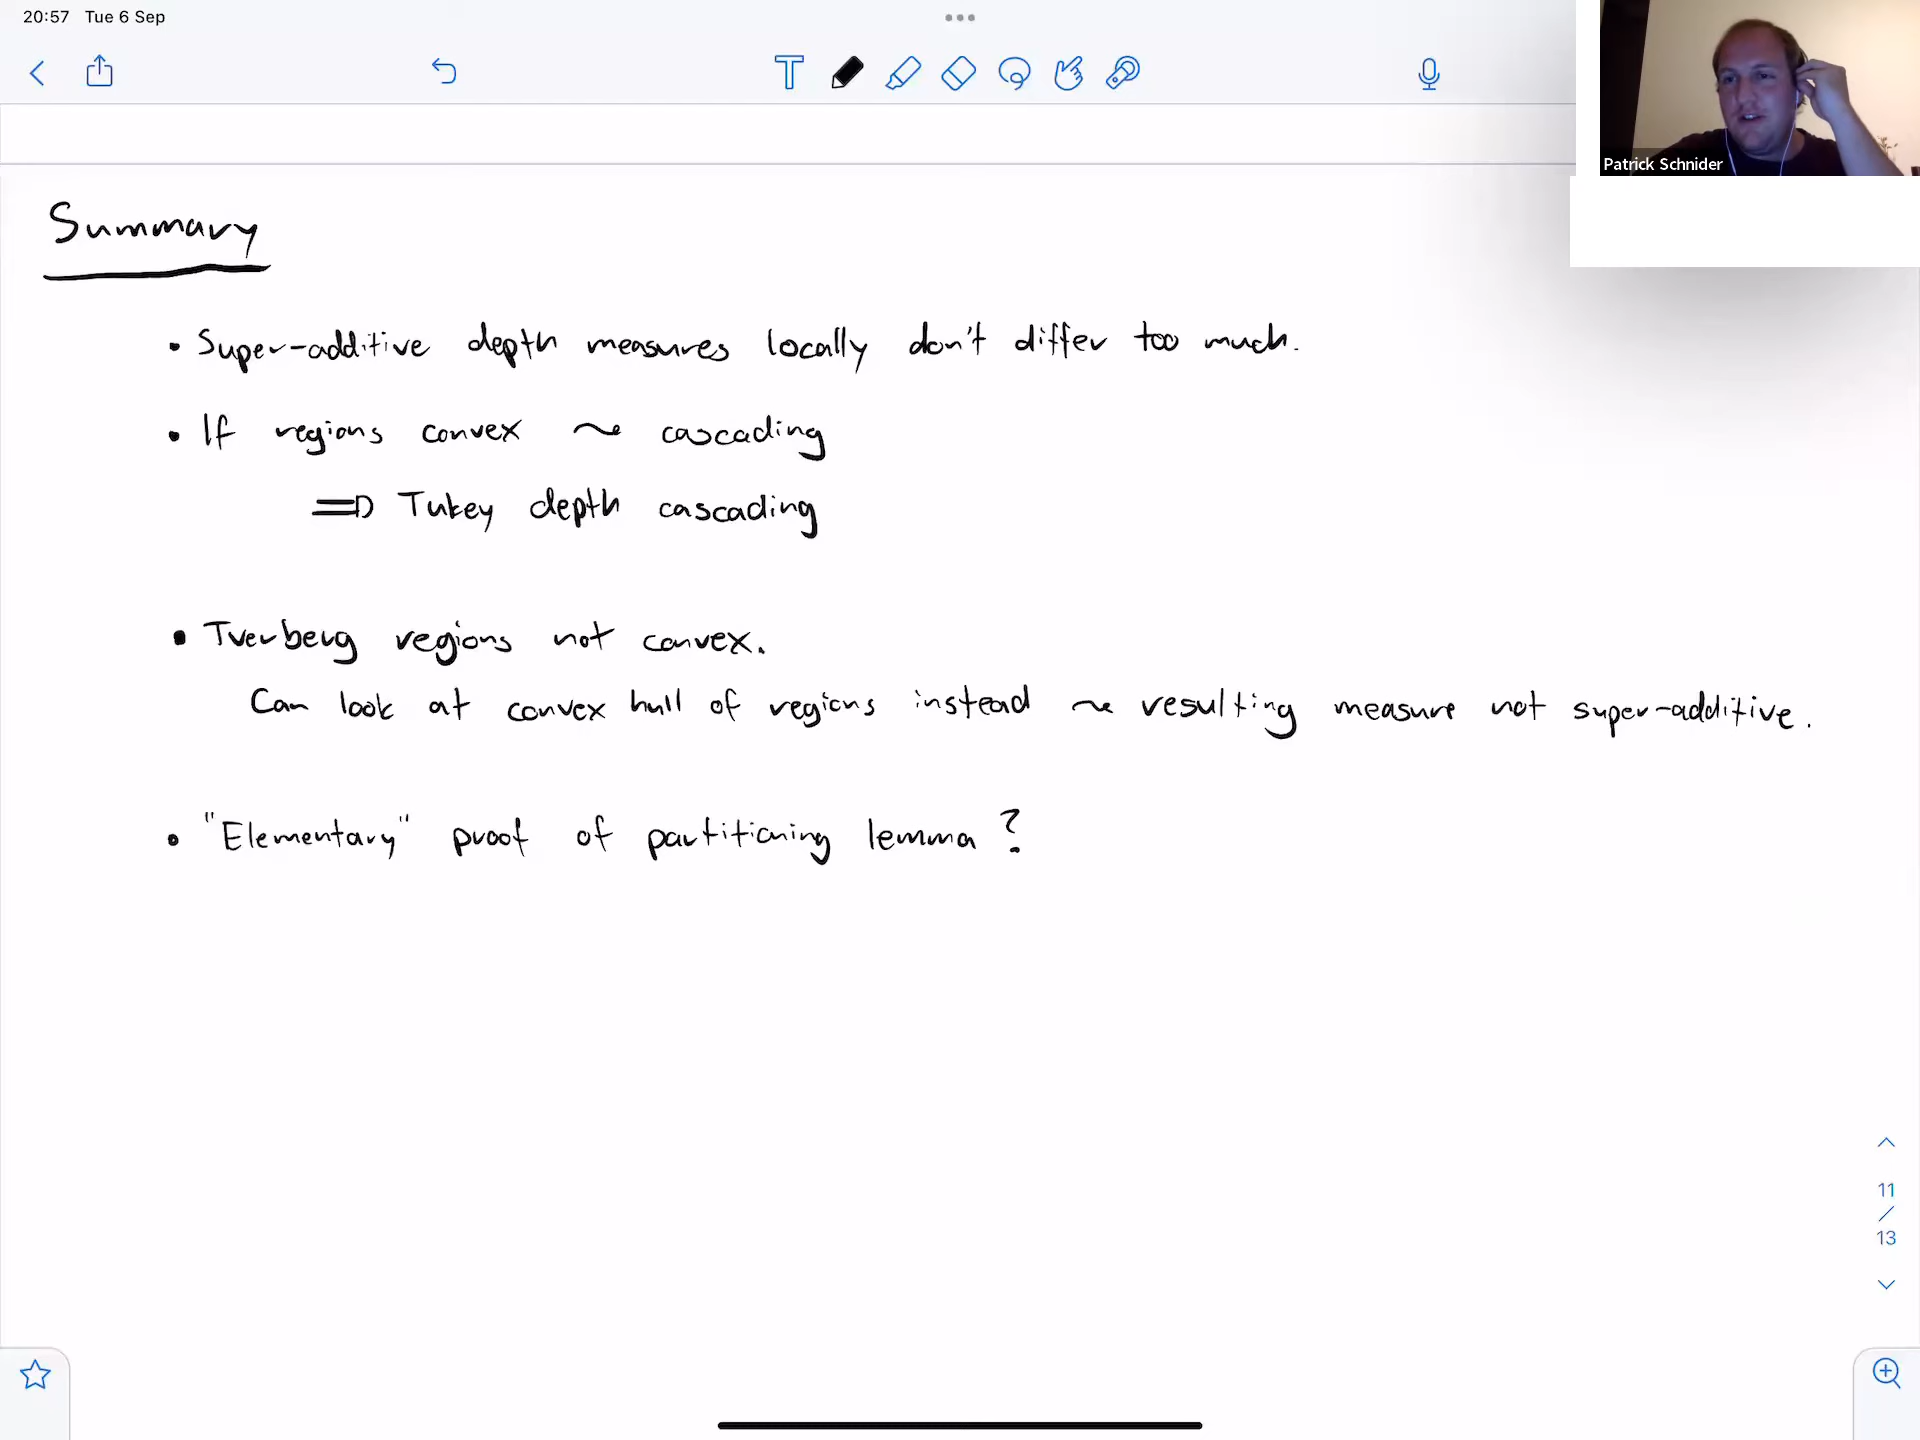 20:57 Tue 6 Sep
Patrick Schnider
Summary
• Super-additive depth measures locally don't differ too much.
• If regions convex ~ cascading
⇒ Tukey depth cascading
• Tverberg regions not convex.
Can look at convex hull of regions instead ~ resulting measure not super-additive.
• "Elementary" proof of partitioning lemma?
11
/
13